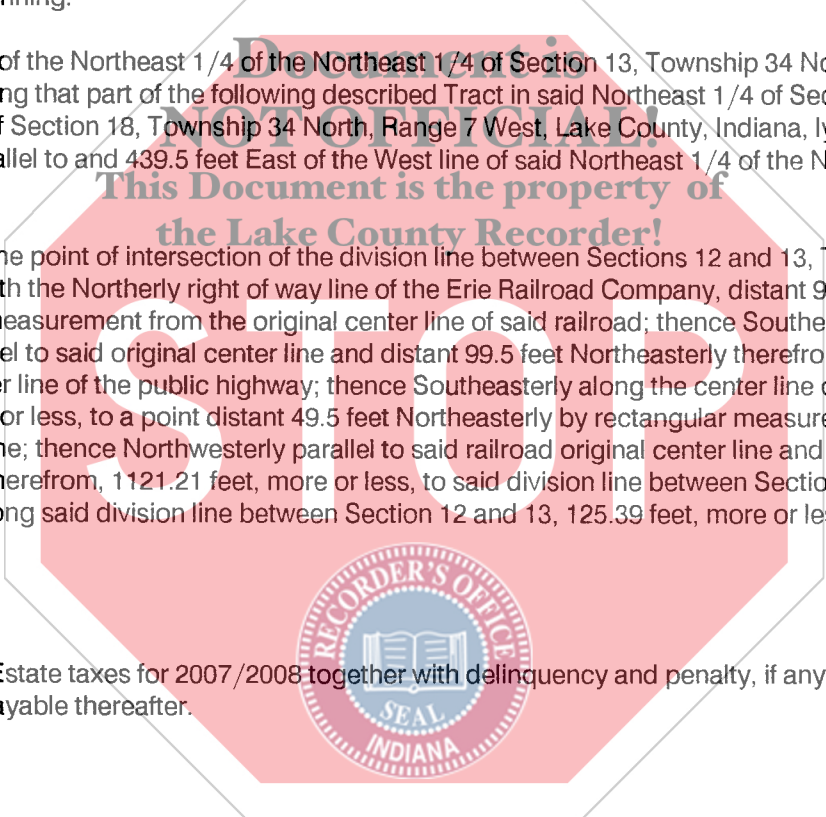 nning.
of the Northeast 1/4 of the Northeast 1/4 of Section 13, Township 34 No
Document is
ng that part of the following described Tract in said Northeast 1/4 of Sec
NOT OFFICIAL!
f Section 18, Township 34 North, Range 7 West, Lake County, Indiana, ly
allel to and 439.5 feet East of the West line of said Northeast 1/4 of the N
This Document is the property of
the Lake County Recorder!
he point of intersection of the division line between Sections 12 and 13, T
th the Northerly right of way line of the Erie Railroad Company, distant 9
neasurement from the original center line of said railroad; thence Southe
el to said original center line and distant 99.5 feet Northeasterly therefro
er line of the public highway; thence Southeasterly along the center line o
or less, to a point distant 49.5 feet Northeasterly by rectangular measure
ne; thence Northwesterly parallel to said railroad original center line and
herefrom, 1121.21 feet, more or less, to said division line between Sectio
ong said division line between Section 12 and 13, 125.39 feet, more or les
STOP
RECORDER'S OFFICE
SEAL
INDIANA
Estate taxes for 2007/2008 together with delinquency and penalty, if any
ayable thereafter.